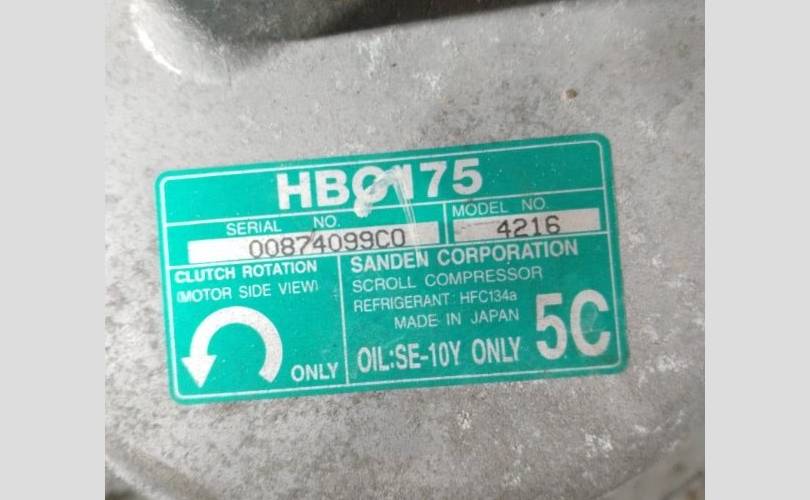 HBC175
SERIAL NO.
MODEL NO.
00874099C0
4216
CLUTCH ROTATION
(MOTOR SIDE VIEW)
ONLY
SANDEN CORPORATION
SCROLL COMPRESSOR
REFRIGERANT: HFC134a
MADE IN JAPAN
OIL:SE-10Y ONLY
5C